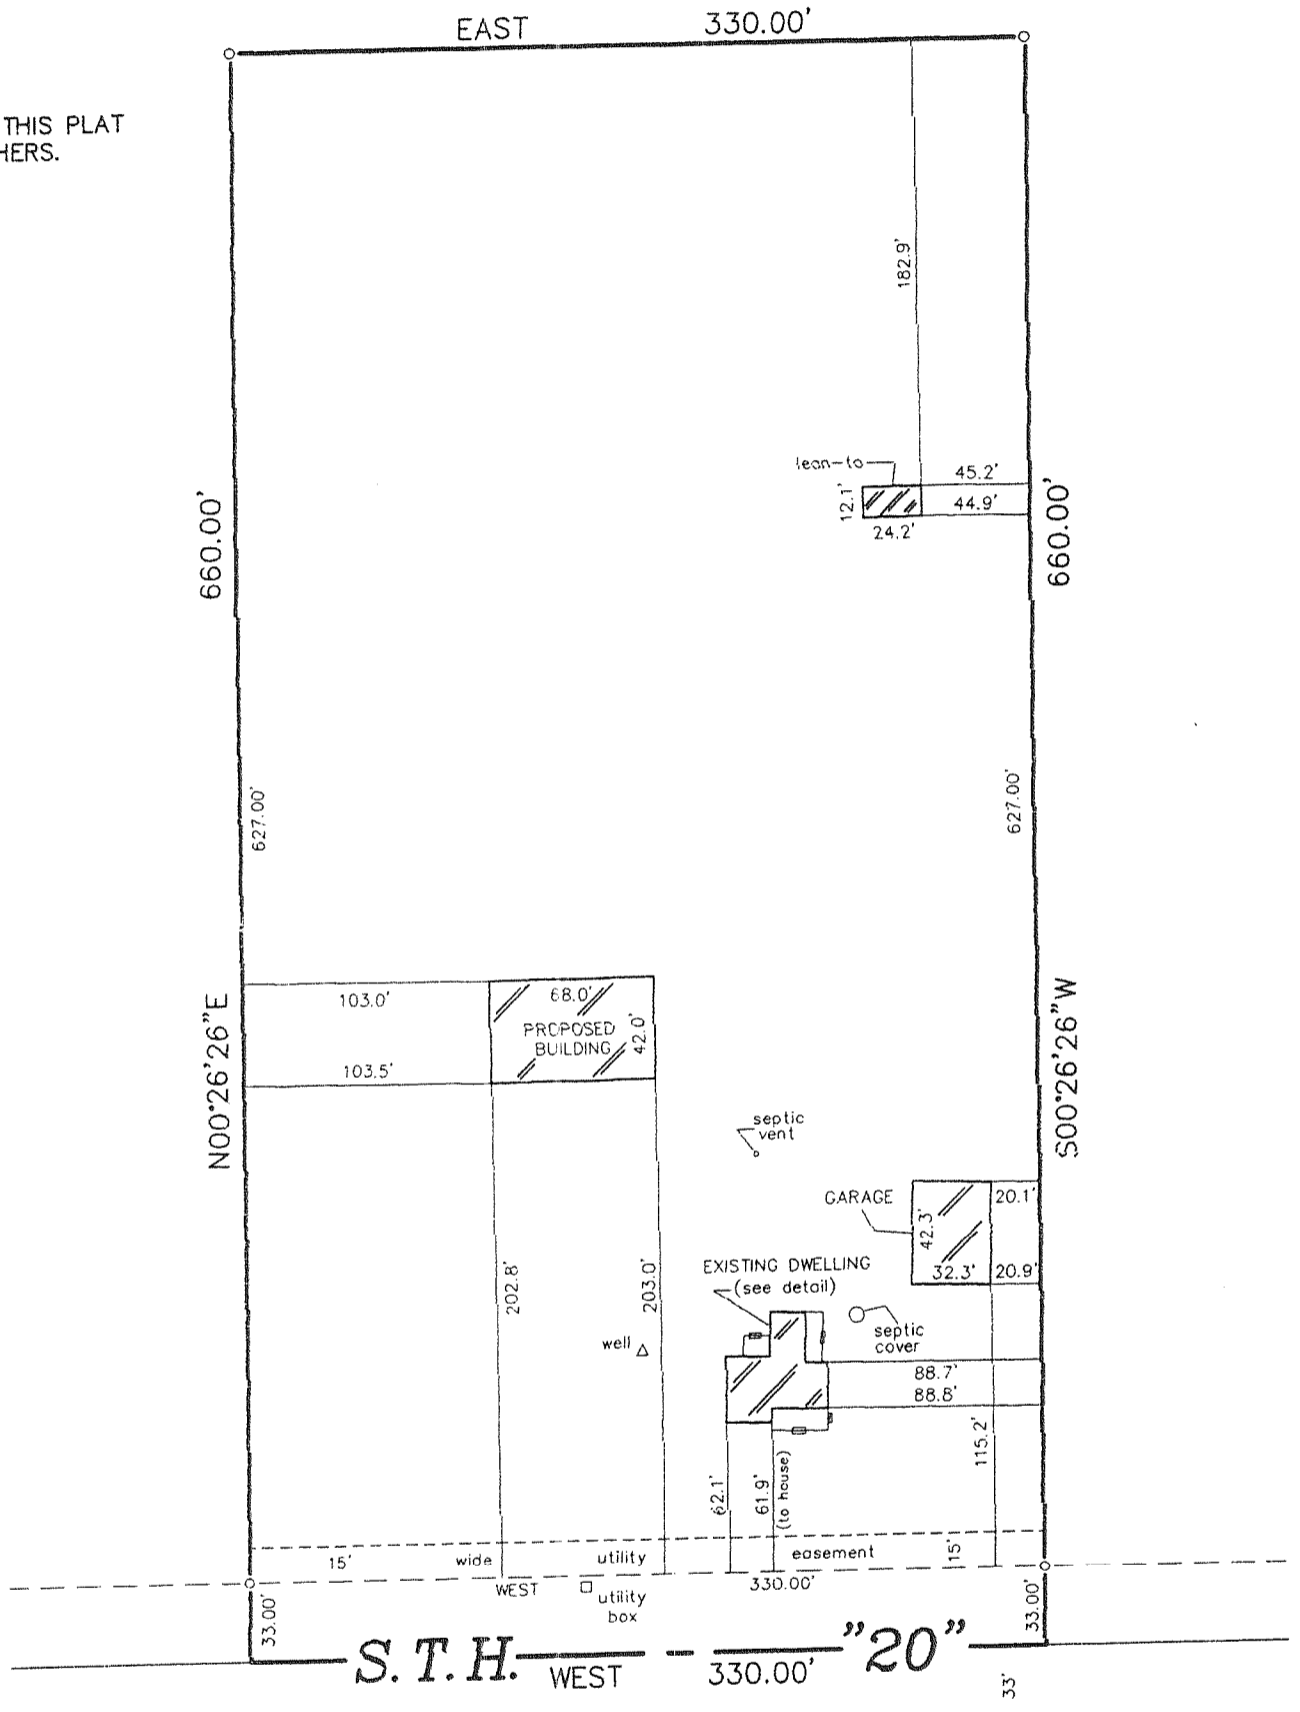 EAST 330.00'
THIS PLAT
HERS.
182.9'
lean-to
45.2'
12.1'
44.9'
24.2'
660.00'
660.00'
627.00'
627.00'
103.0'
68.0'
PROPOSED
BUILDING
42.0'
103.5'
N00°26'26"E
S00°26'26"W
septic
vent
GARAGE
20.1'
42.3'
32.3'
20.9'
EXISTING DWELLING
(see detail)
202.8'
203.0'
well
septic
cover
88.7'
88.8'
115.2'
62.1'
61.9'
(to house)
15' wide utility easement 15'
WEST
330.00'
utility
box
33.00'
33.00'
S.T.H. -- "20"
WEST 330.00'
33'